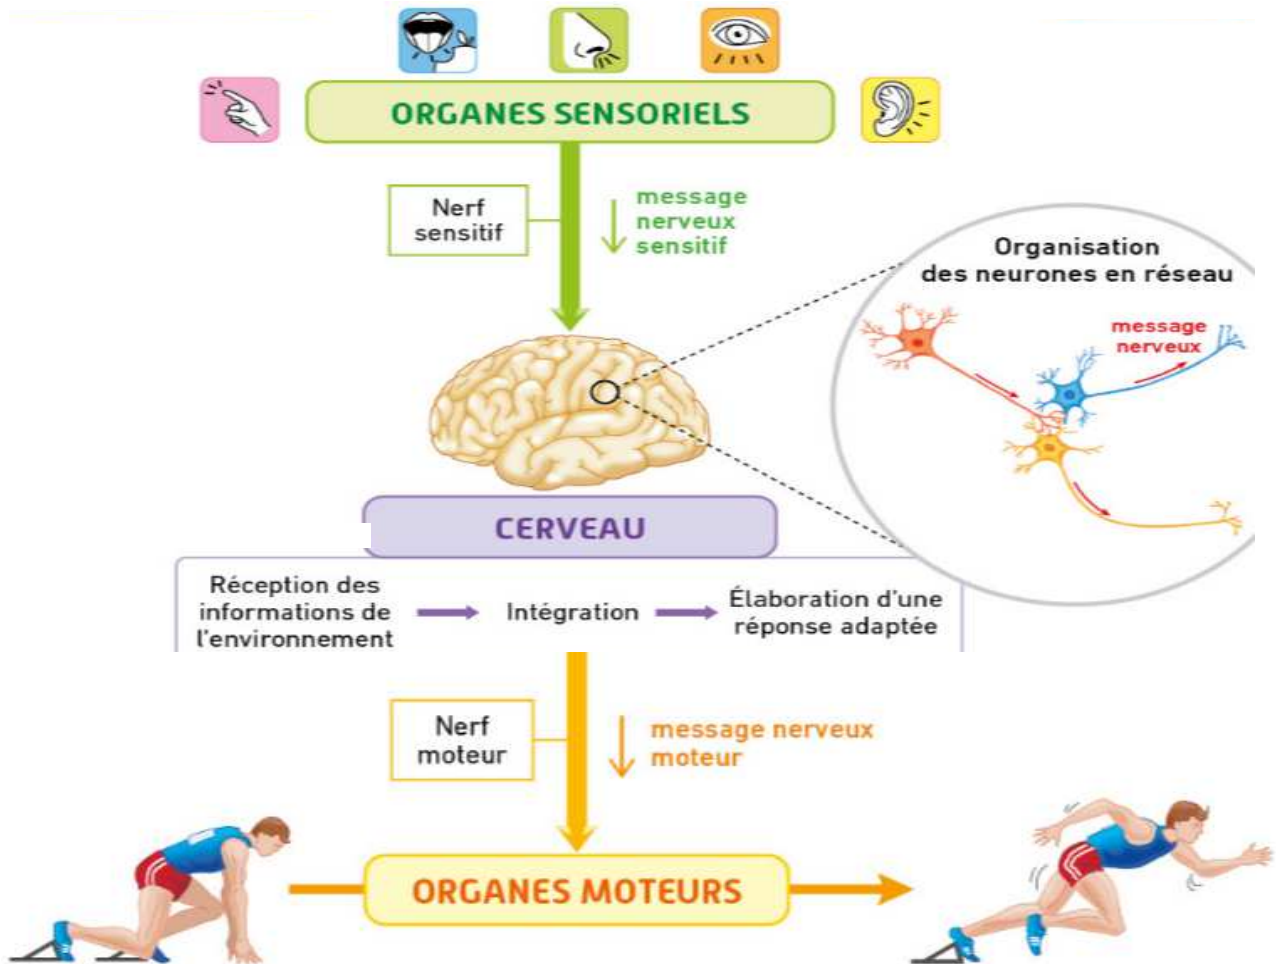 ORGANES SENSORIELS
Nerf
sensitif
message
nerveux
sensitif
Organisation
des neurones en réseau
message
nerveux
CERVEAU
Réception des
informations de
l'environnement
Intégration
Élaboration d'une
réponse adaptée
Nerf
moteur
message nerveux
moteur
ORGANES MOTEURS